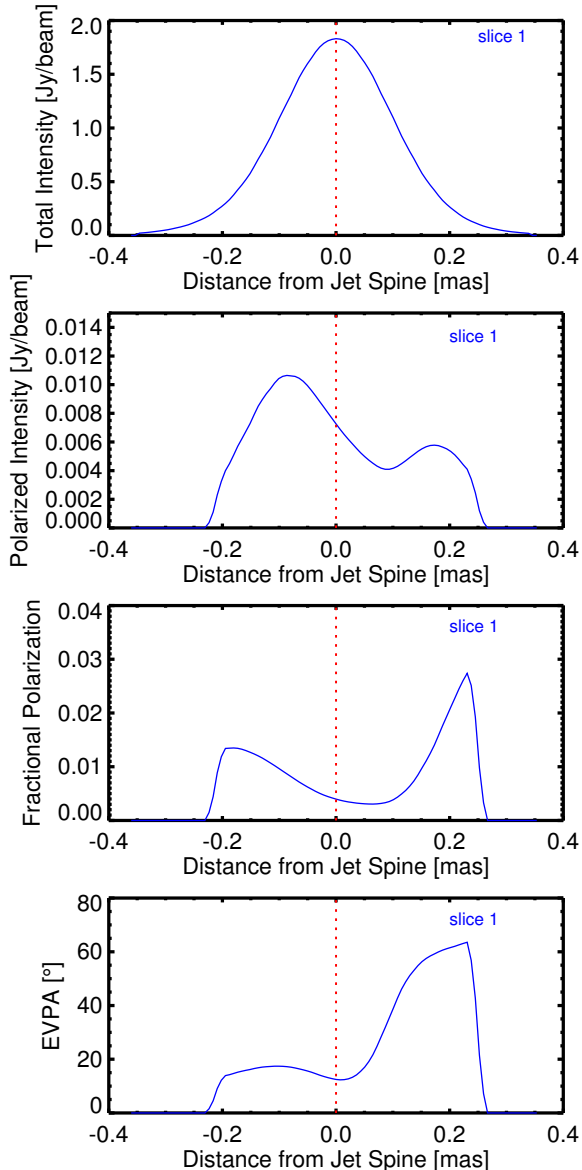 Total Intensity [Jy/beam]
2.0
1.5
1.0
0.5
0.0
slice 1
-0.4 -0.2 0.0 0.2 0.4
Distance from Jet Spine [mas]
Polarized Intensity [Jy/beam]
0.014
0.012
0.010
0.008
0.006
0.004
0.002
0.000
slice 1
-0.4 -0.2 0.0 0.2 0.4
Distance from Jet Spine [mas]
Fractional Polarization
0.04
0.03
0.02
0.01
0.00
slice 1
-0.4 -0.2 0.0 0.2 0.4
Distance from Jet Spine [mas]
EVPA [°]
80
60
40
20
0
slice 1
-0.4 -0.2 0.0 0.2 0.4
Distance from Jet Spine [mas]